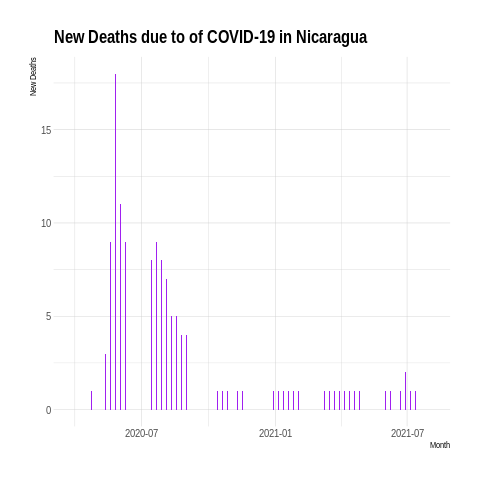 New Deaths due to of COVID-19 in Nicaragua
New Deaths
15
10
5
0
2020-07
2021-01
2021-07
Month